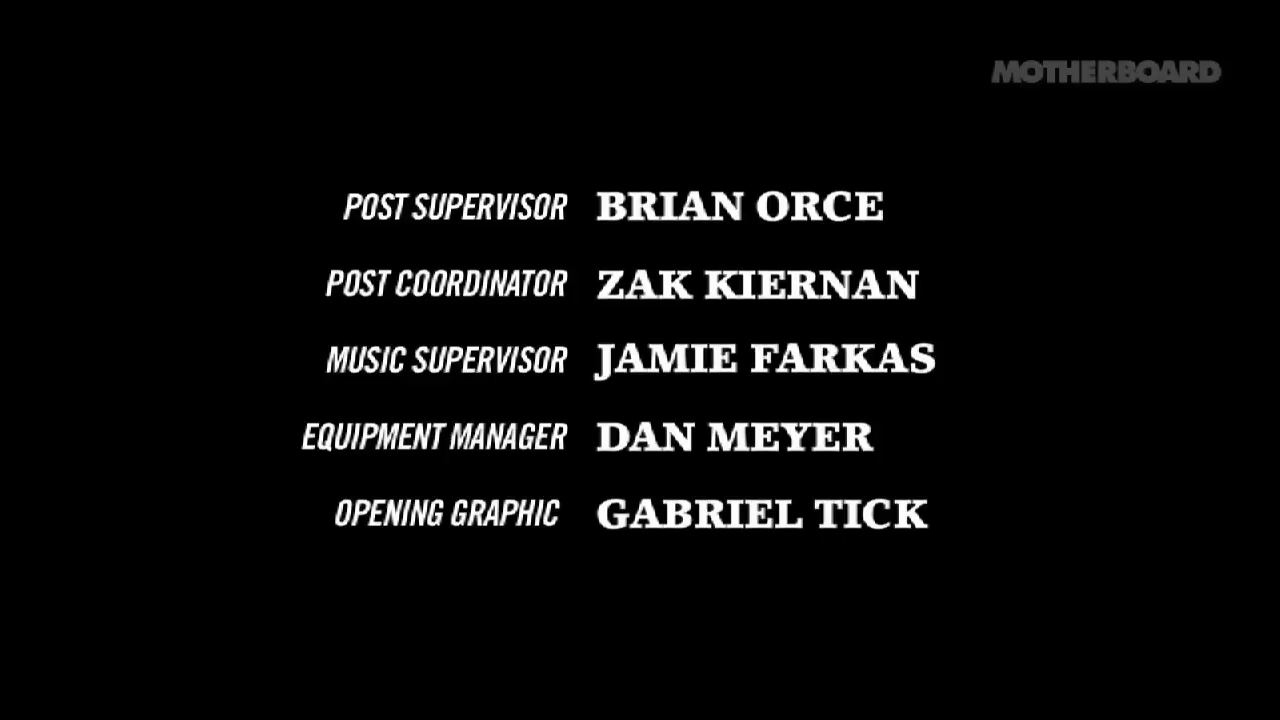 MOTHERBOARD
POST SUPERVISOR BRIAN ORCE
POST COORDINATOR ZAK KIERNAN
MUSIC SUPERVISOR JAMIE FARKAS
EQUIPMENT MANAGER DAN MEYER
OPENING GRAPHIC GABRIEL TICK